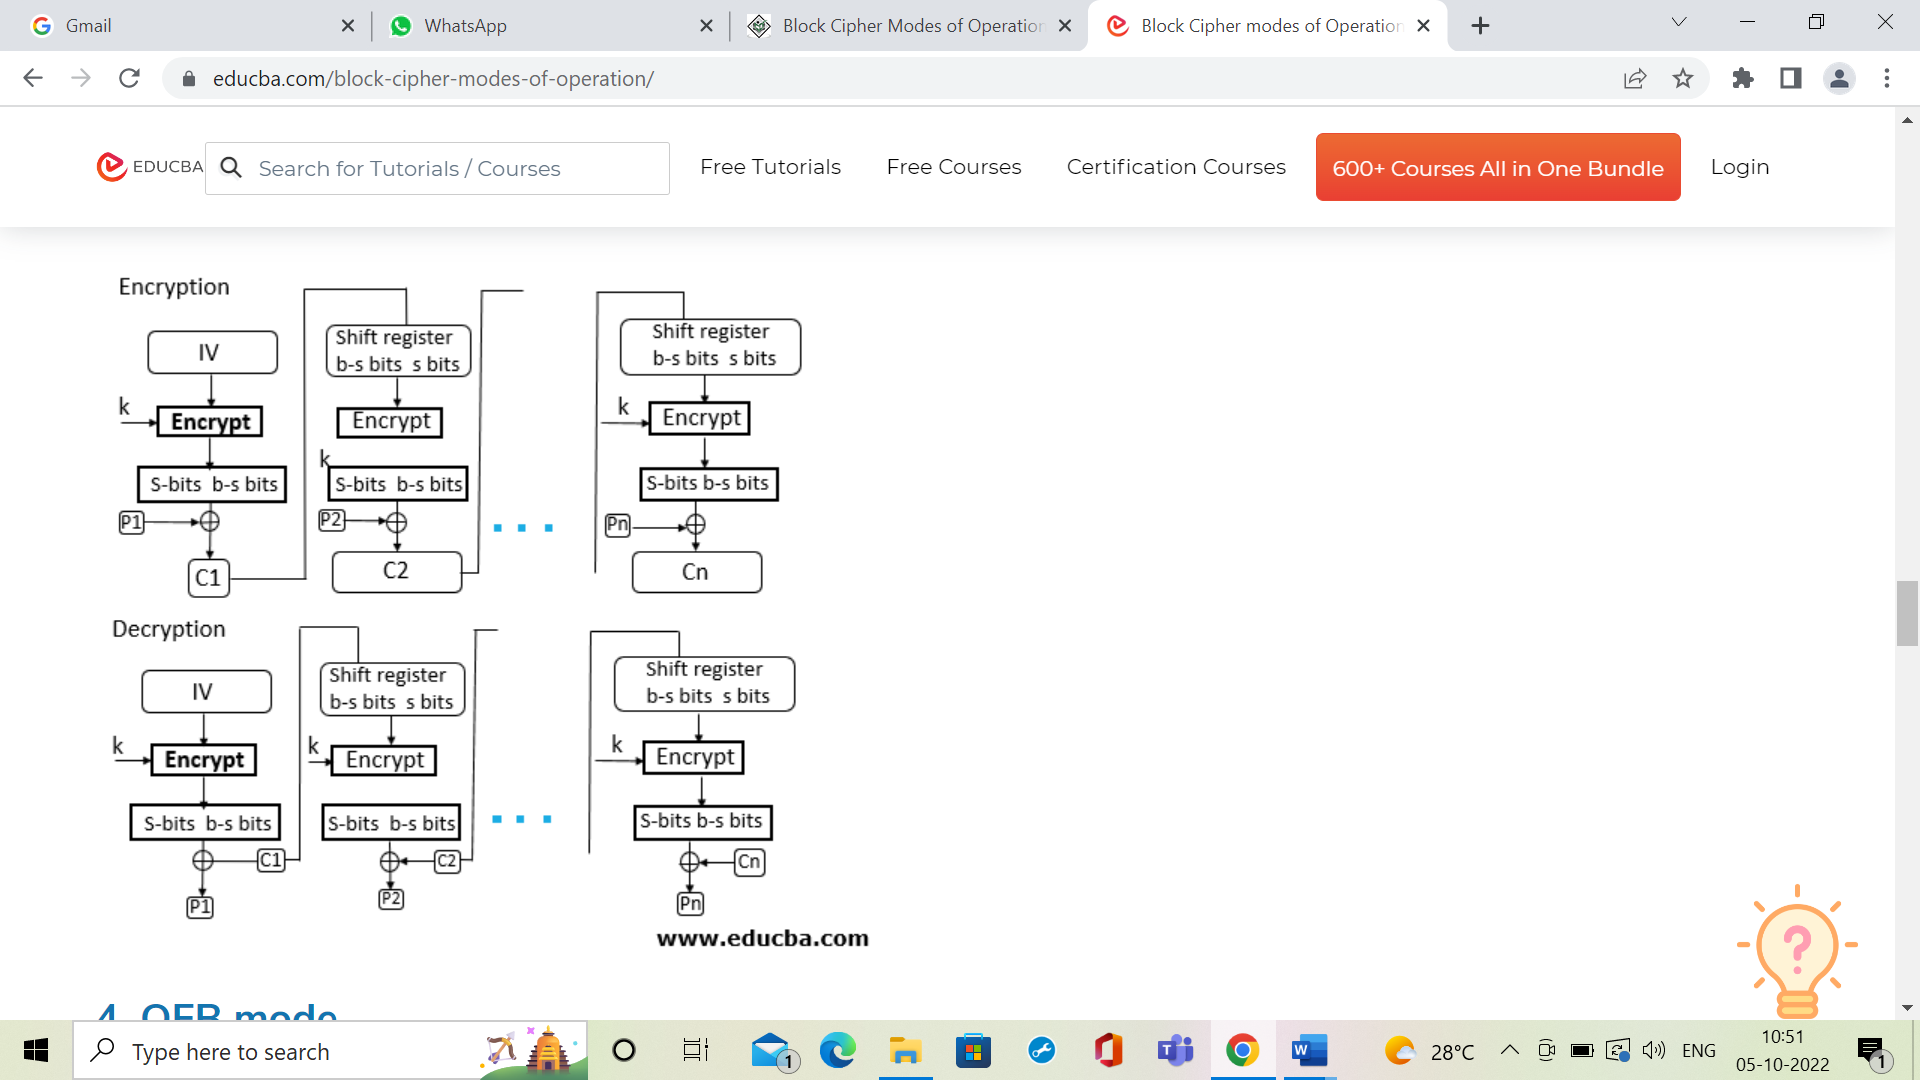 Gmail
WhatsApp
Block Cipher Modes of Operation
Block Cipher modes of Operation
educba.com/block-cipher-modes-of-operation/
EDUCBA
Search for Tutorials / Courses
Free Tutorials
Free Courses
Certification Courses
600+ Courses All in One Bundle
Login
Encryption
IV
Shift register
b-s bits s bits
Shift register
b-s bits s bits
k
Encrypt
Encrypt
k
Encrypt
k
S-bits b-s bits
S-bits b-s bits
S-bits b-s bits
P1
P2
Pn
C1
C2
Cn
Decryption
IV
Shift register
b-s bits s bits
Shift register
b-s bits s bits
k
Encrypt
k
Encrypt
k
Encrypt
S-bits b-s bits
S-bits b-s bits
S-bits b-s bits
C1
C2
Cn
P1
P2
Pn
www.educba.com
4. OFB mode
Type here to search
1
28°C
ENG
10:51
05-10-2022
1